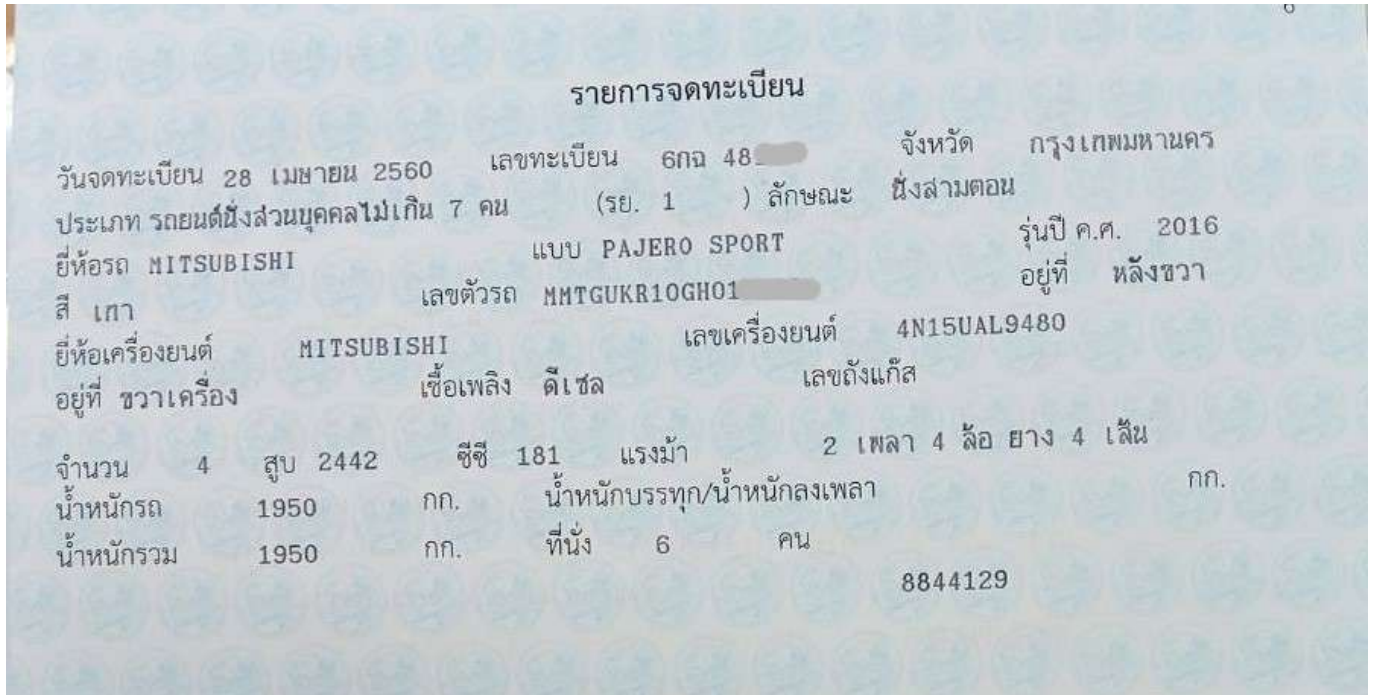 รายการจดทะเบียน
วันจดทะเบียน 28 เมษายน 2560 เลขทะเบียน 6กฉ 48 จังหวัด กรุงเทพมหานคร
ประเภท รถยนต์นั่งส่วนบุคคลไม่เกิน 7 คน (รย. 1 ) ลักษณะ นั่งสามตอน
ยี่ห้อรถ MITSUBISHI แบบ PAJERO SPORT รุ่นปี ค.ศ. 2016
สี เทา เลขตัวรถ MMTGUKR10GH01 อยู่ที่ หลังขวา
ยี่ห้อเครื่องยนต์ MITSUBISHI เลขเครื่องยนต์ 4N15UAL9480
อยู่ที่ ขวาเครื่อง เชื้อเพลิง ดีเซล เลขถังแก๊ส
จำนวน 4 สูบ 2442 ซีซี 181 แรงม้า 2 เพลา 4 ล้อ ยาง 4 เส้น
น้ำหนักรถ 1950 กก. น้ำหนักบรรทุก/น้ำหนักลงเพลา กก.
น้ำหนักรวม 1950 กก. ที่นั่ง 6 คน
8844129